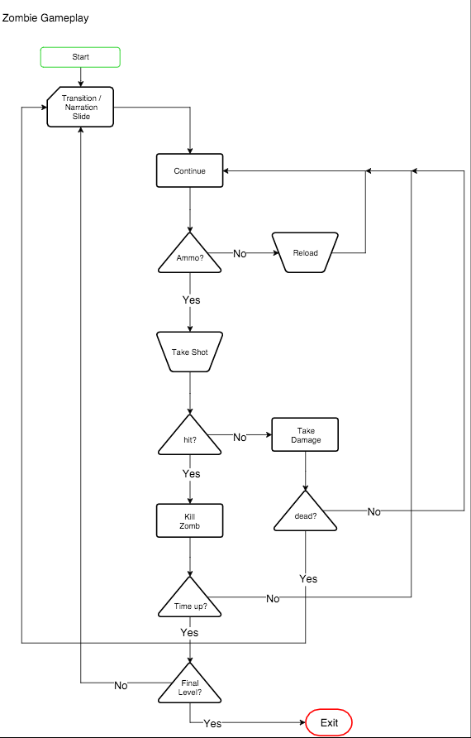 Zombie Gameplay
Start
Transition /
Narration
Slide
Continue
Ammo?
No
Reload
Yes
Take Shot
hit?
No
Take
Damage
Yes
Kill
Zomb
dead?
No
Yes
Time up?
No
Yes
Final
Level?
No
Yes
Exit